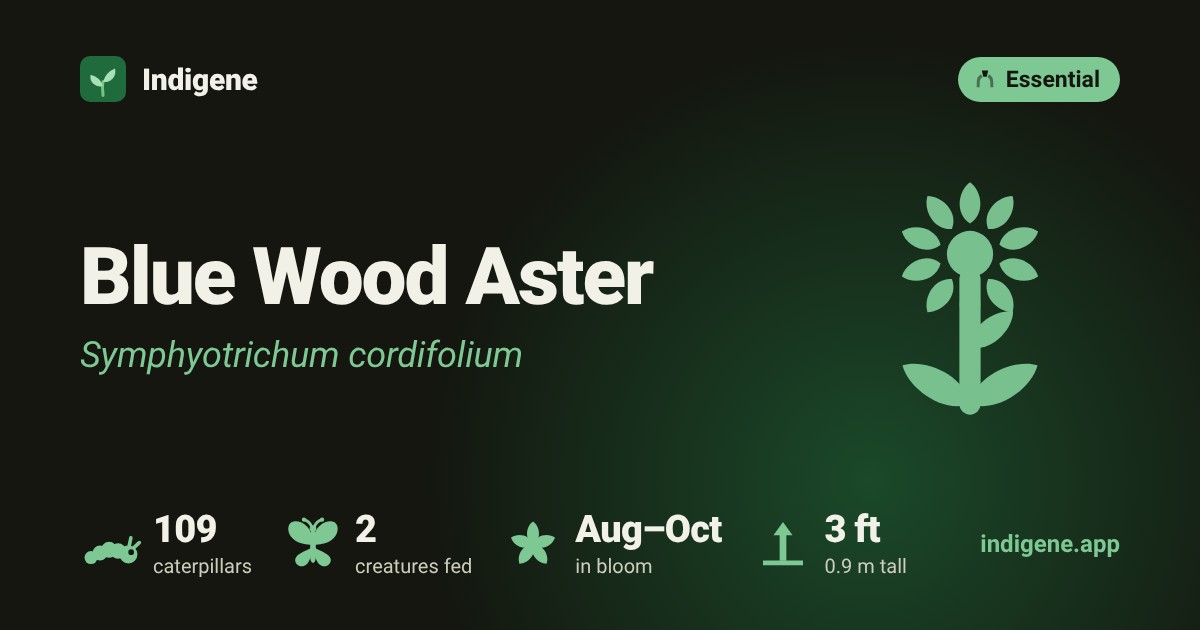 Indigene
Essential
Blue Wood Aster
Symphyotrichum cordifolium
109
caterpillars
2
creatures fed
Aug–Oct
in bloom
3 ft
0.9 m tall
indigene.app